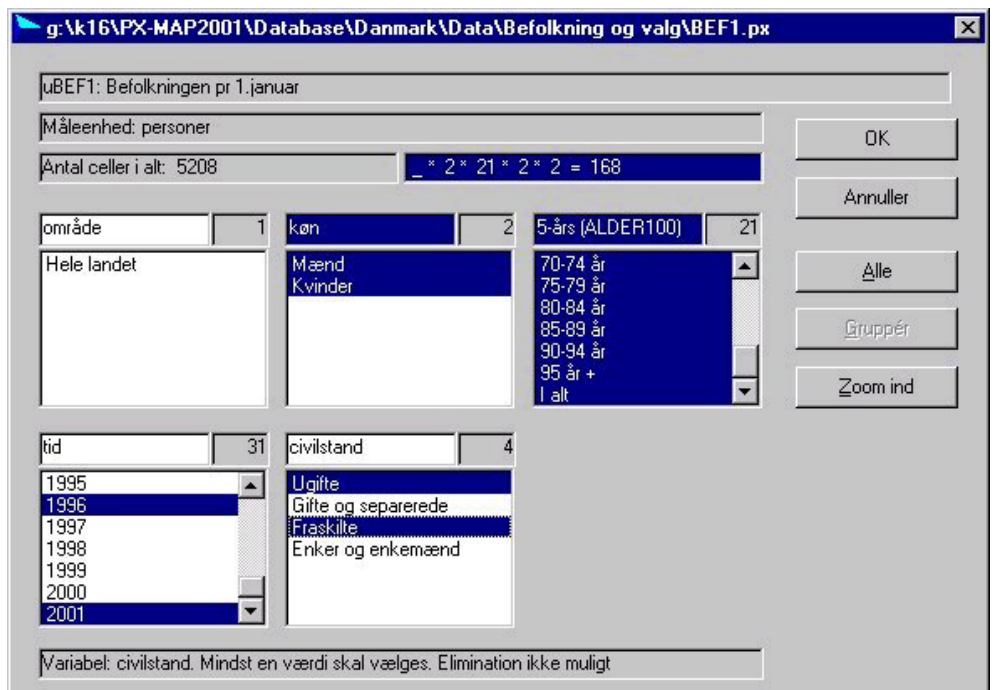 g:\k16\PX-MAP2001\Database\Danmark\Data\Befolkning og valg\BEF1.px
uBEF1: Befolkningen pr 1.januar
Måleenhed: personer
Antal celler i alt: 5208
_ * 2 * 21 * 2 * 2 = 168
OK
Annuller
Alle
Gruppér
Zoom ind
område 1
Hele landet
køn 2
Mænd
Kvinder
5-års (ALDER100) 21
70-74 år
75-79 år
80-84 år
85-89 år
90-94 år
95 år +
I alt
tid 31
1995
1996
1997
1998
1999
2000
2001
civilstand 4
Ugifte
Gifte og separerede
Fraskilte
Enker og enkemænd
Variabel: civilstand. Mindst en værdi skal vælges. Elimination ikke muligt